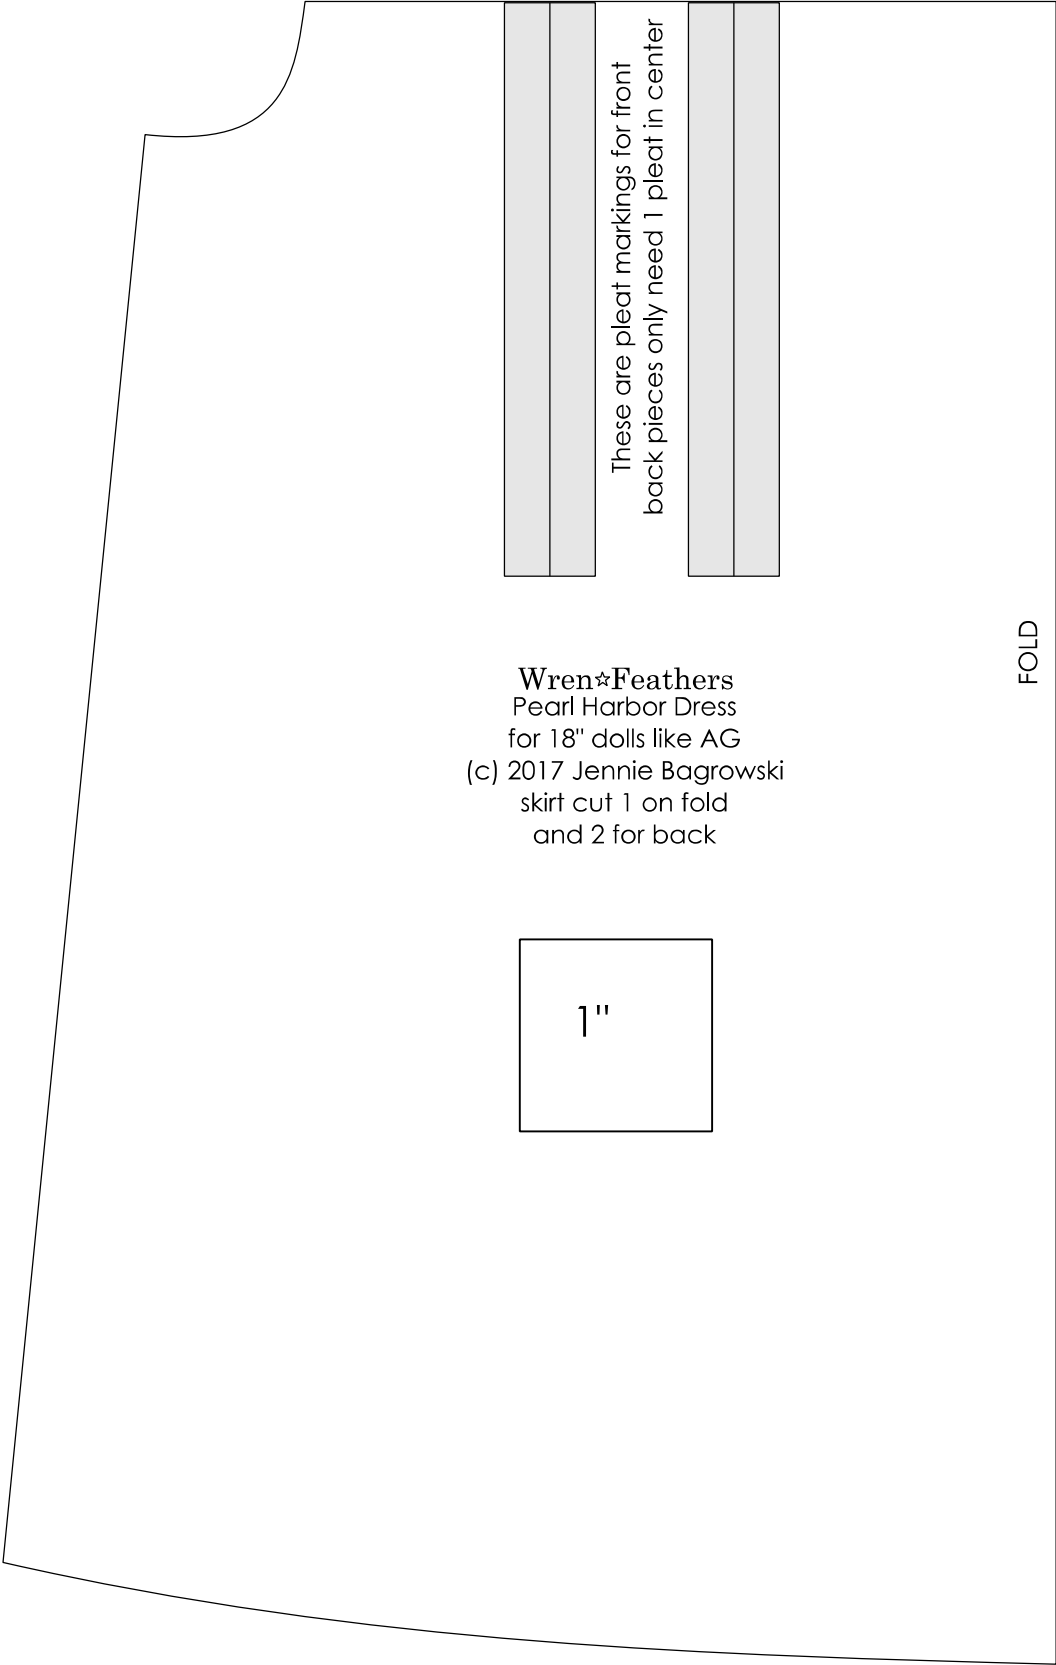 These are pleat markings for front
back pieces only need 1 pleat in center
FOLD
Wren☆Feathers
Pearl Harbor Dress
for 18" dolls like AG
(c) 2017 Jennie Bagrowski
skirt cut 1 on fold
and 2 for back
1"